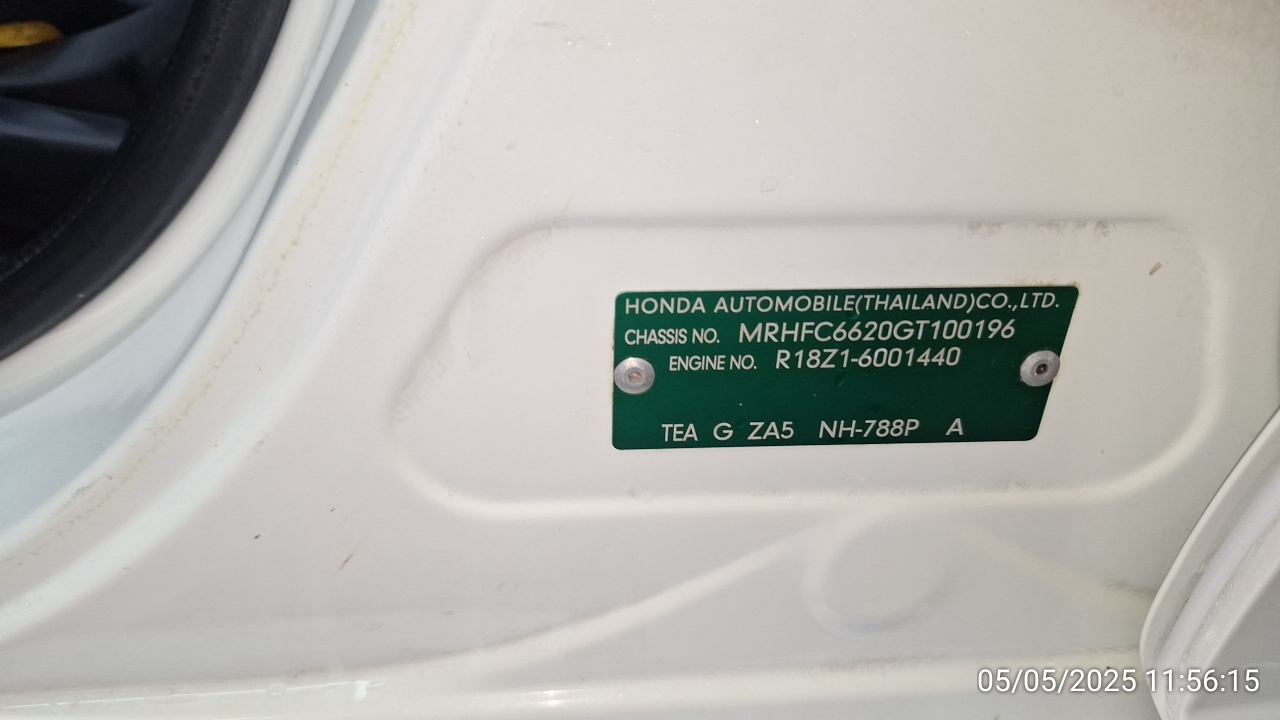 HONDA AUTOMOBILE(THAILAND)CO.,LTD.
CHASSIS NO. MRHFC6620GT100196
ENGINE NO. R18Z1-6001440
TEA G ZA5 NH-788P A
05/05/2025 11:56:15